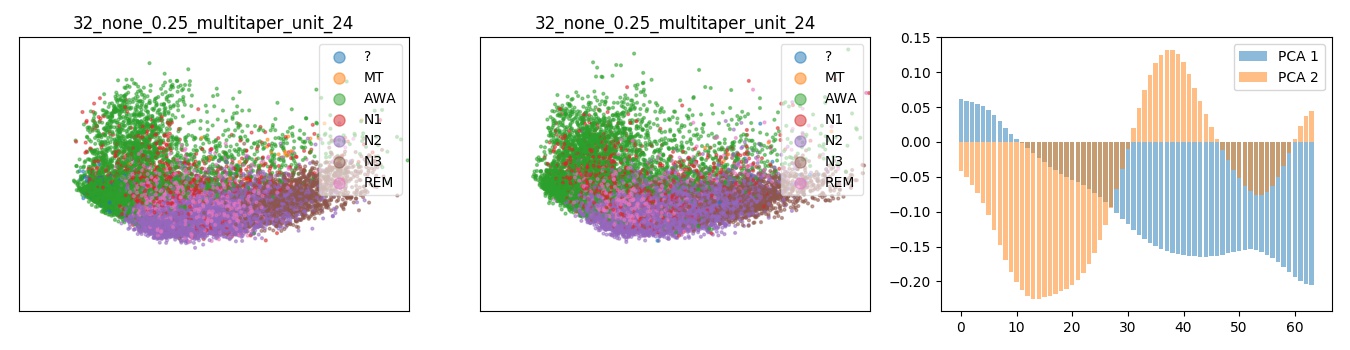 32_none_0.25_multitaper_unit_24
?
MT
AWA
N1
N2
N3
REM
32_none_0.25_multitaper_unit_24
?
MT
AWA
N1
N2
N3
REM
0.15
0.10
0.05
0.00
−0.05
−0.10
−0.15
−0.20
PCA 1
PCA 2
0 10 20 30 40 50 60